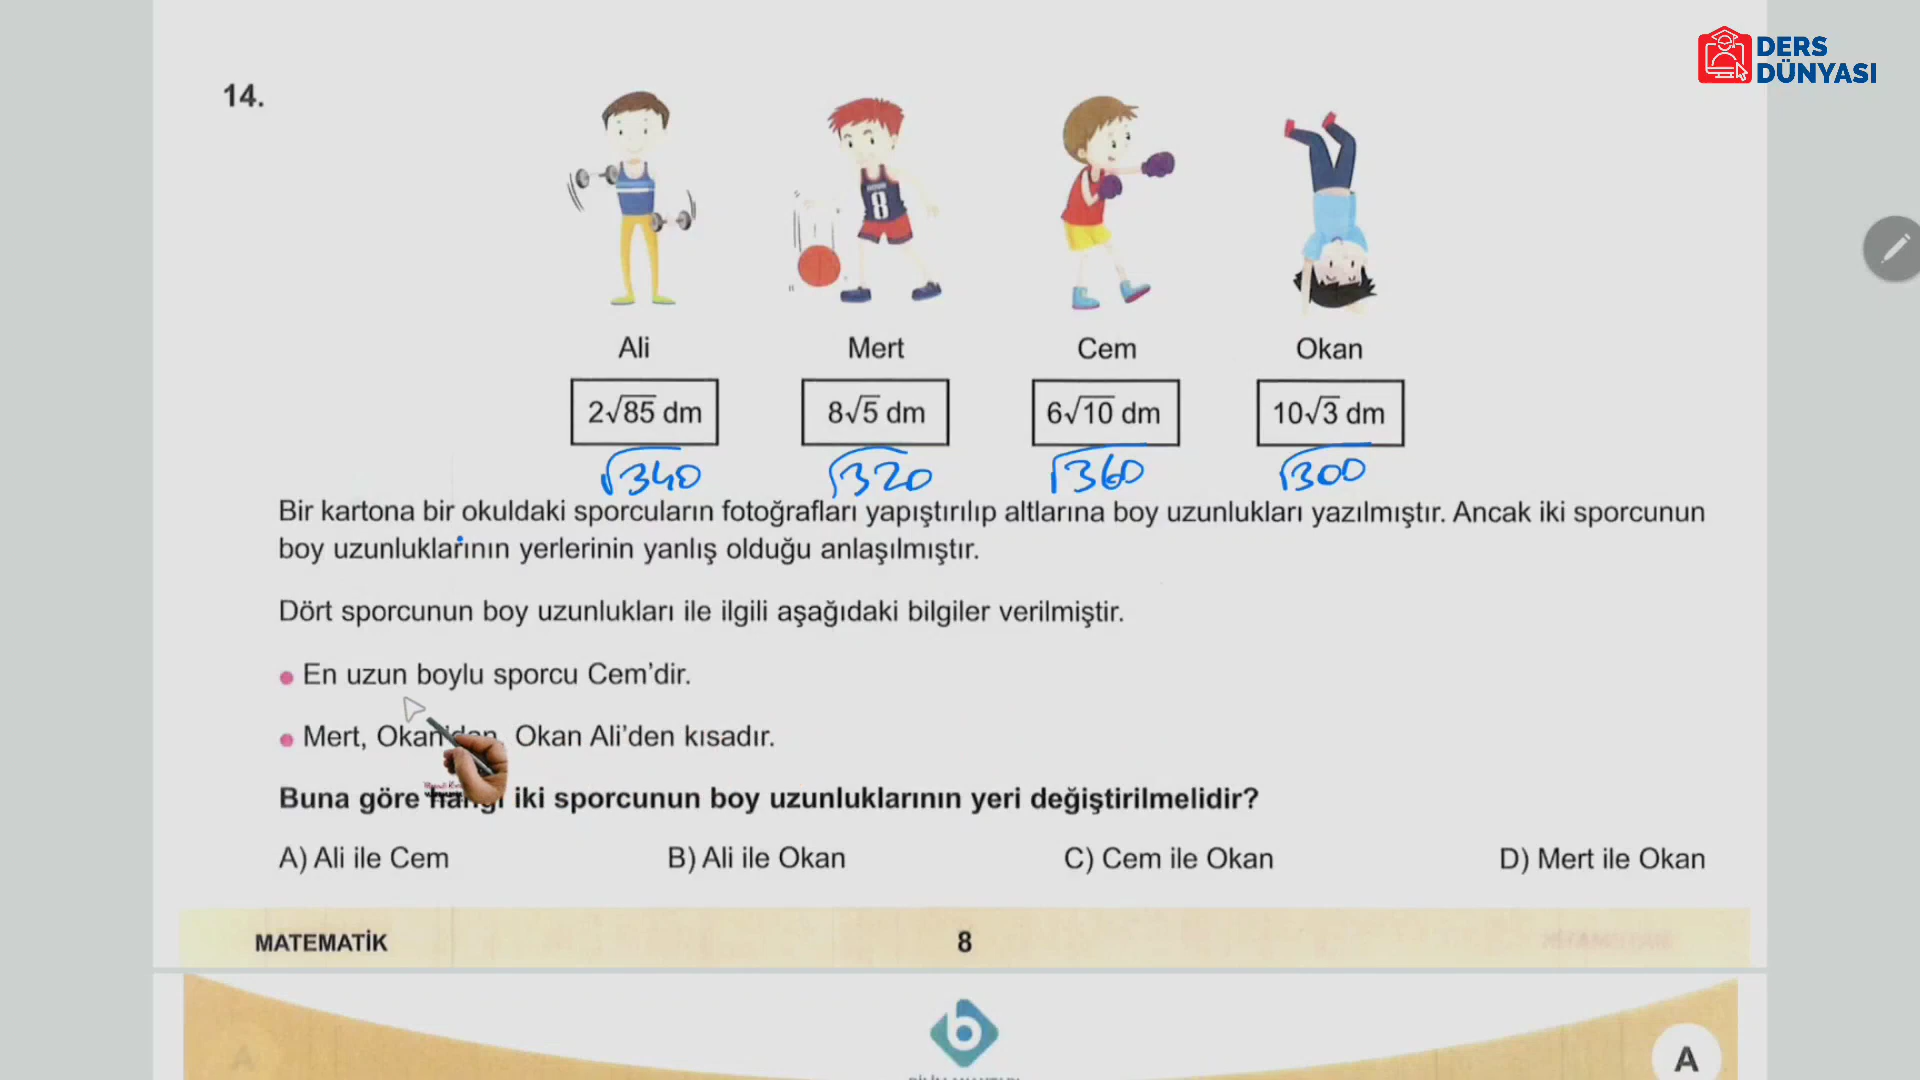 DERS
DÜNYASI
14.
8
Ali Mert Cem Okan
2√85 dm 8√5 dm 6√10 dm 10√3 dm
√340 √320 √360 √300
Bir kartona bir okuldaki sporcuların fotoğrafları yapıştırılıp altlarına boy uzunlukları yazılmıştır. Ancak iki sporcunun
boy uzunluklarının yerlerinin yanlış olduğu anlaşılmıştır.
Dört sporcunun boy uzunlukları ile ilgili aşağıdaki bilgiler verilmiştir.
• En uzun boylu sporcu Cem’dir.
• Mert, Okan’dan, Okan Ali’den kısadır.
Buna göre hangi iki sporcunun boy uzunluklarının yeri değiştirilmelidir?
A) Ali ile Cem B) Ali ile Okan C) Cem ile Okan D) Mert ile Okan
MATEMATİK 8
A